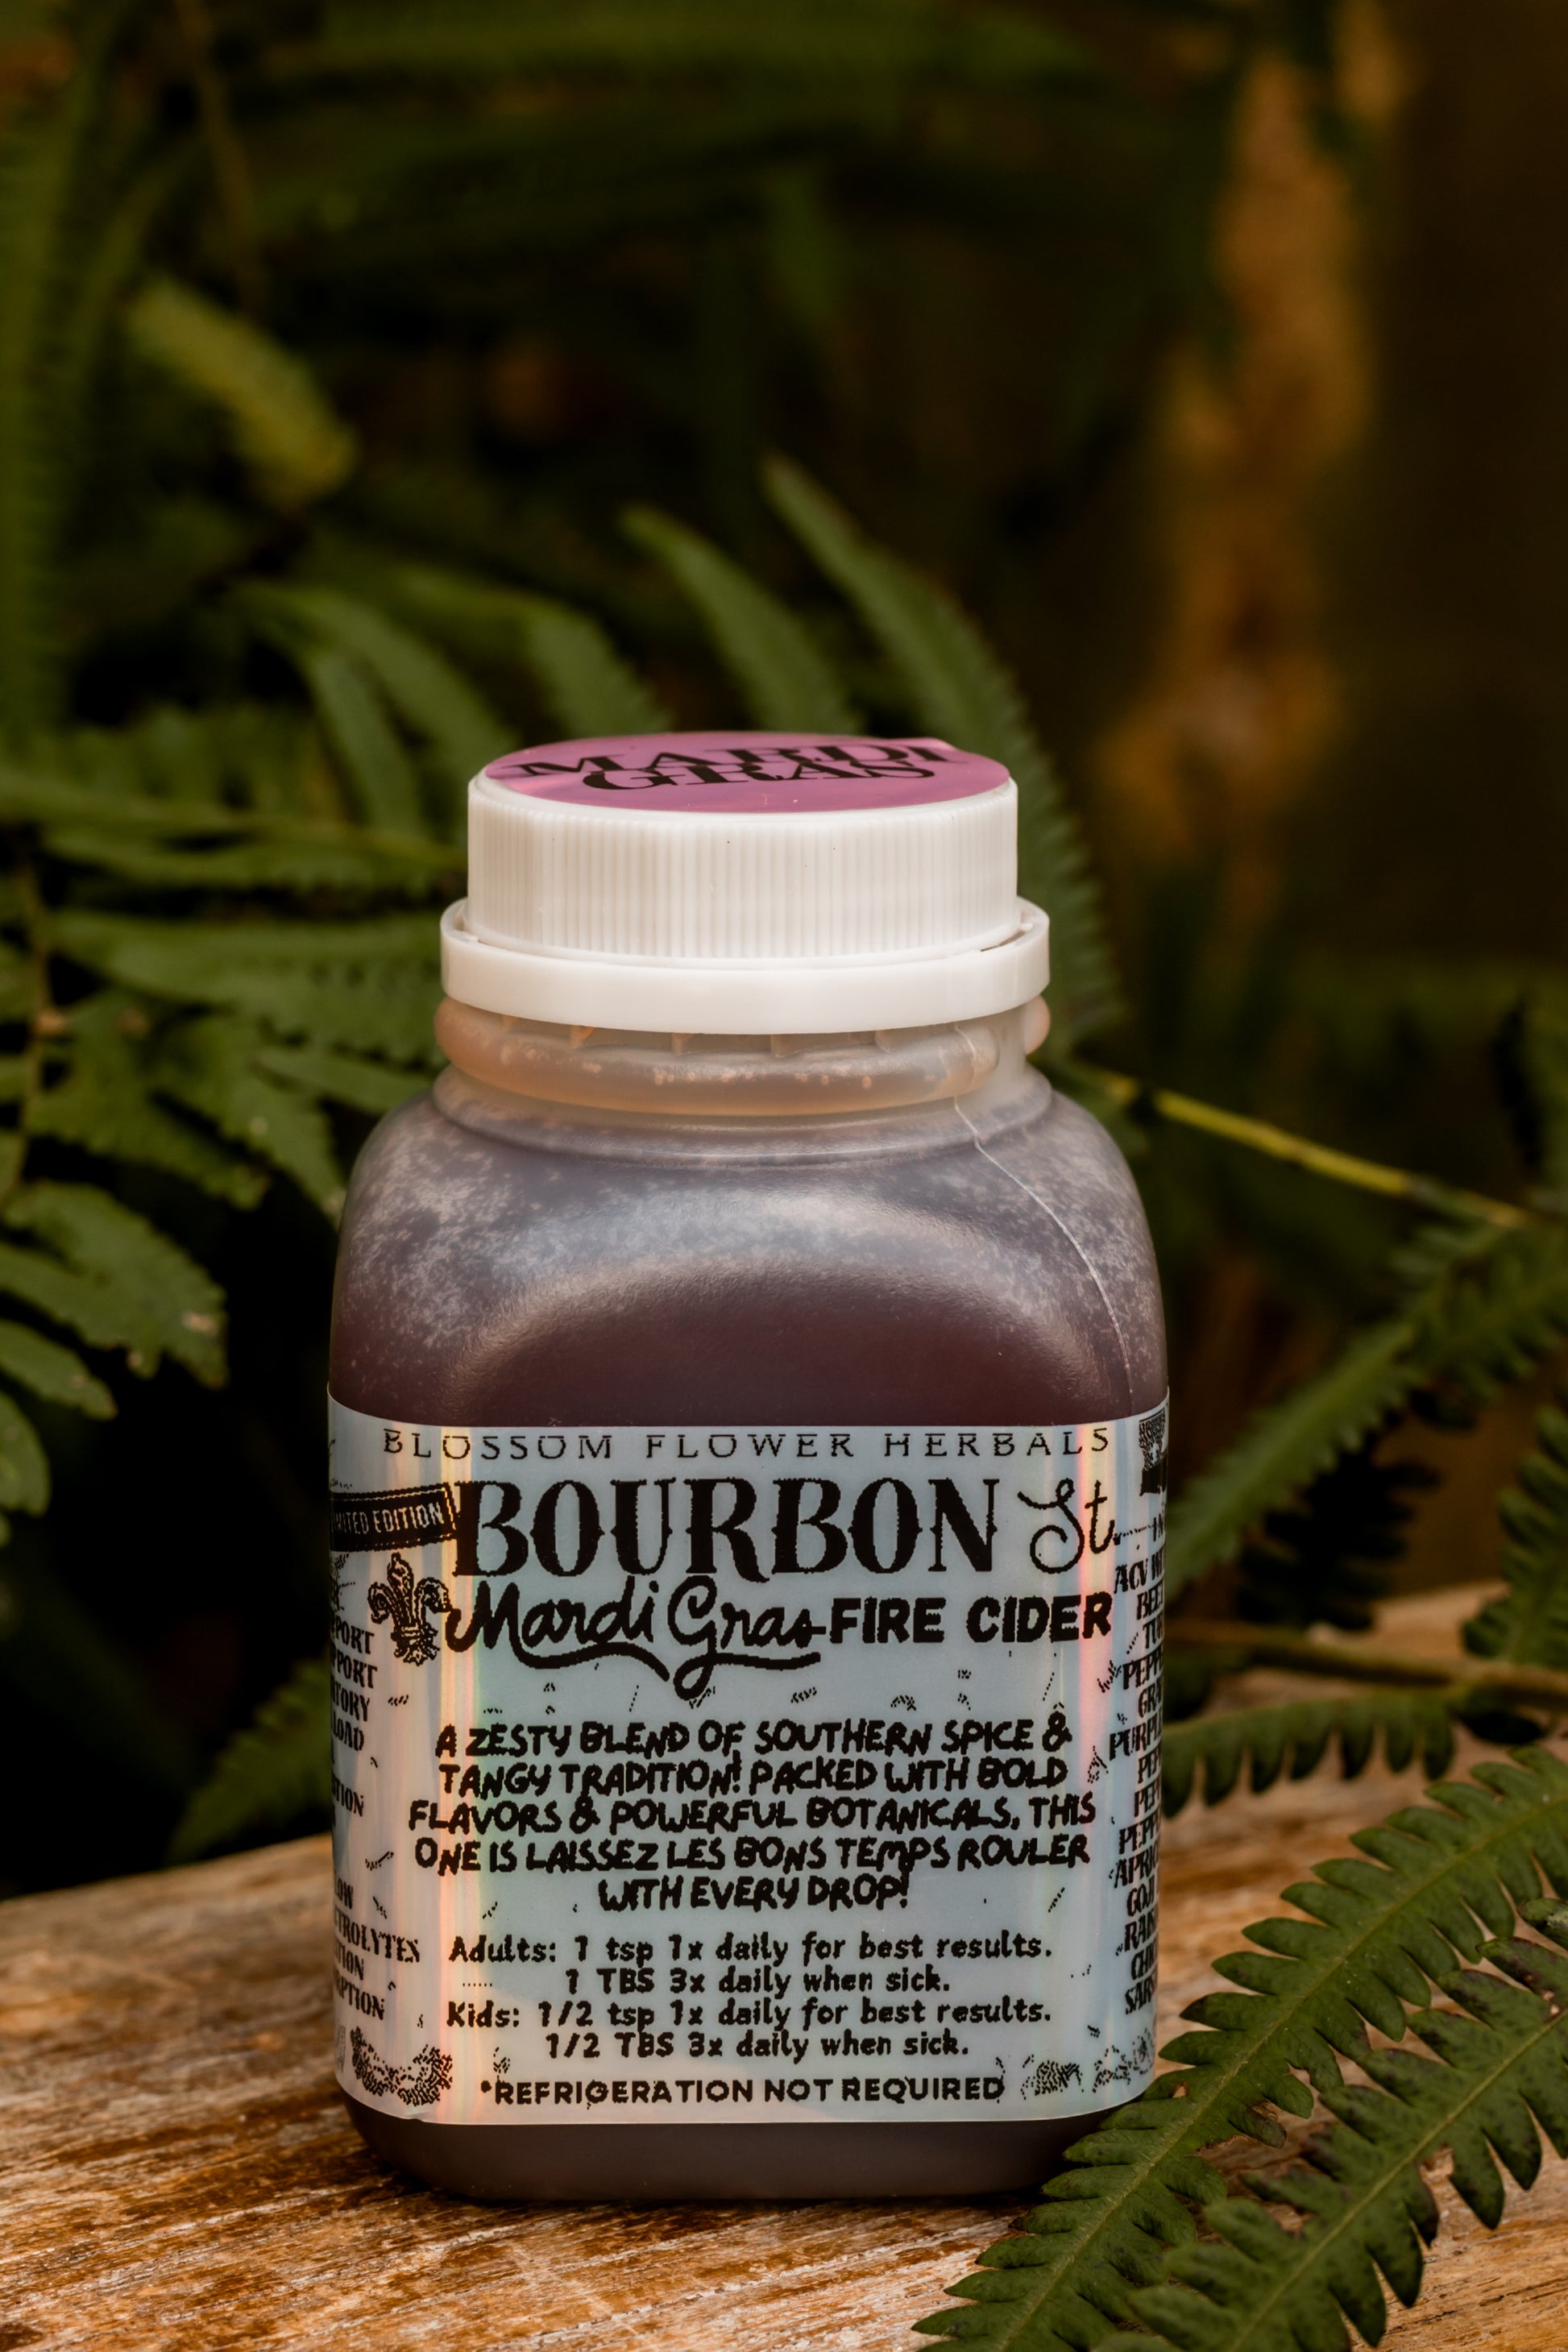 MARDI
GRAS
BLOSSOM FLOWER HERBALS
EDITION
BOURBON St.
Mardi Gras FIRE CIDER
A ZESTY BLEND OF SOUTHERN SPICE &
TANGY TRADITION! PACKED WITH BOLD
FLAVORS & POWERFUL BOTANICALS, THIS
ONE IS LAISSEZ LES BONS TEMPS ROULER
WITH EVERY DROP!
Adults: 1 tsp 1x daily for best results.
1 TBS 3x daily when sick.
Kids: 1/2 tsp 1x daily for best results.
1/2 TBS 3x daily when sick.
*REFRIGERATION NOT REQUIRED
ACV